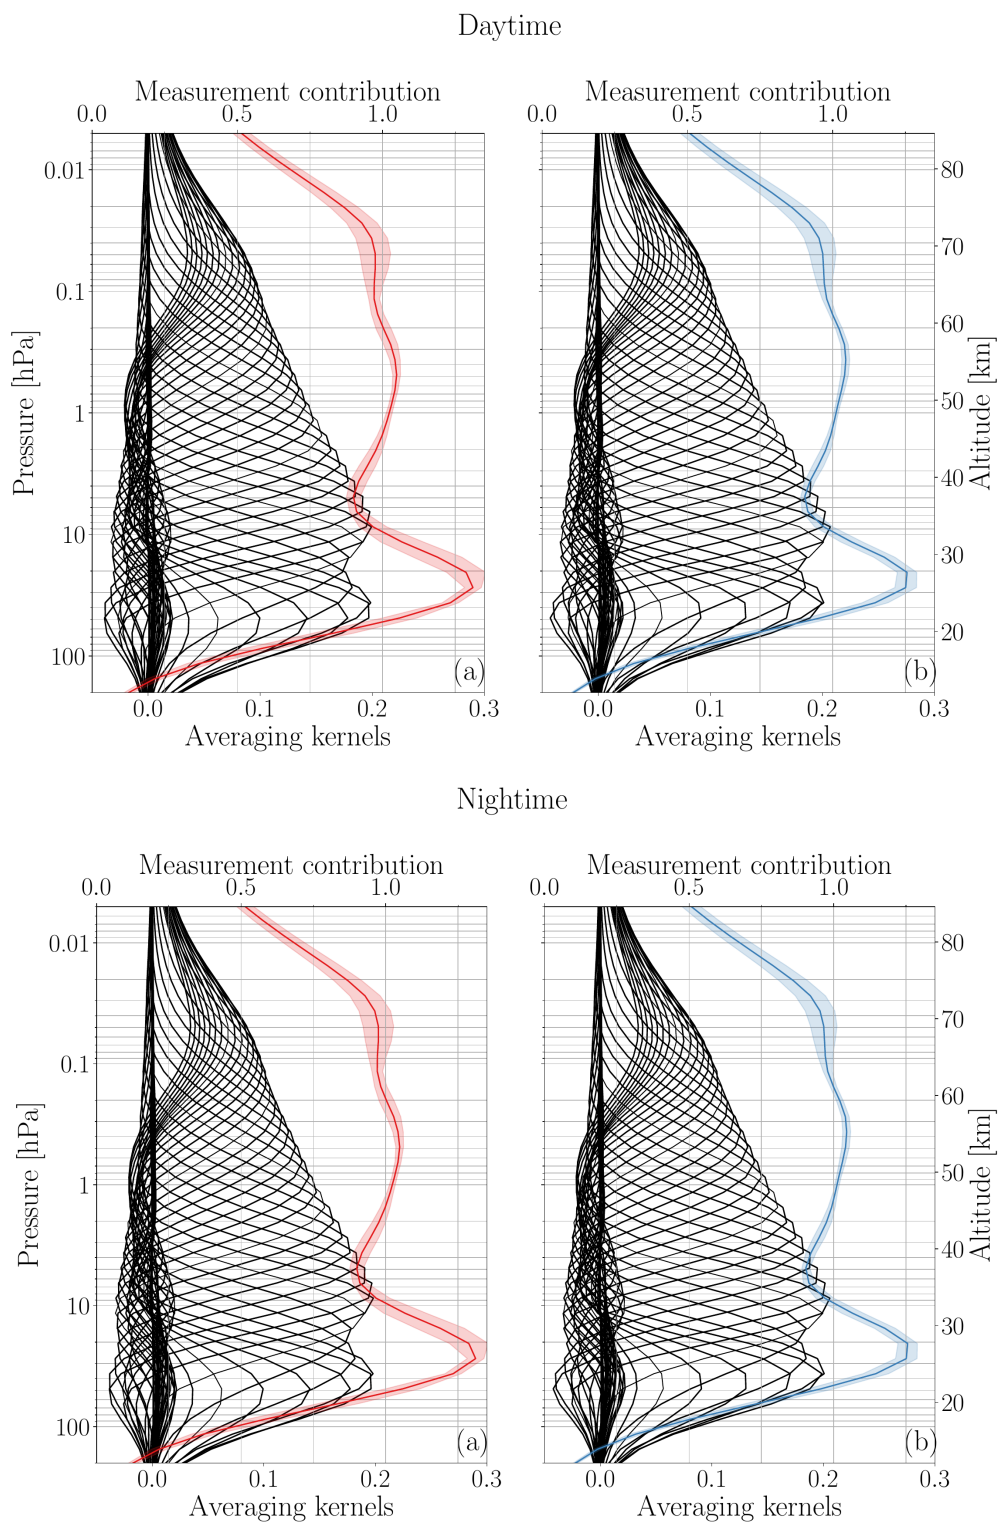 Daytime
Measurement contribution Measurement contribution
0.0 0.5 1.0 0.0 0.5 1.0
0.01 80
70
0.1
60
Pressure [hPa] Altitude [km]
1 50
40
10 30
20
100 (a) (b)
0.0 0.1 0.2 0.3 0.0 0.1 0.2 0.3
Averaging kernels Averaging kernels
Nightime
Measurement contribution Measurement contribution
0.0 0.5 1.0 0.0 0.5 1.0
0.01 80
70
0.1
60
Pressure [hPa] Altitude [km]
1 50
40
10 30
20
100 (a) (b)
0.0 0.1 0.2 0.3 0.0 0.1 0.2 0.3
Averaging kernels Averaging kernels